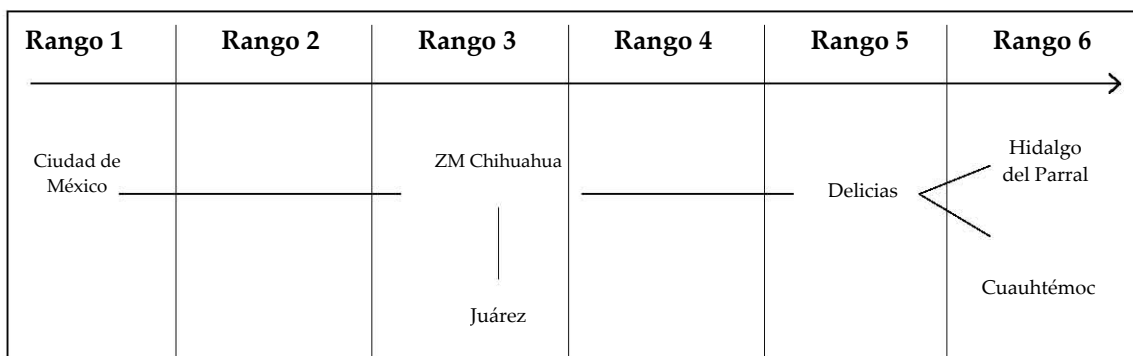 Rango 1 Rango 2 Rango 3 Rango 4 Rango 5 Rango 6
Ciudad de
México
ZM Chihuahua
Juárez
Delicias
Hidalgo
del Parral
Cuauhtémoc